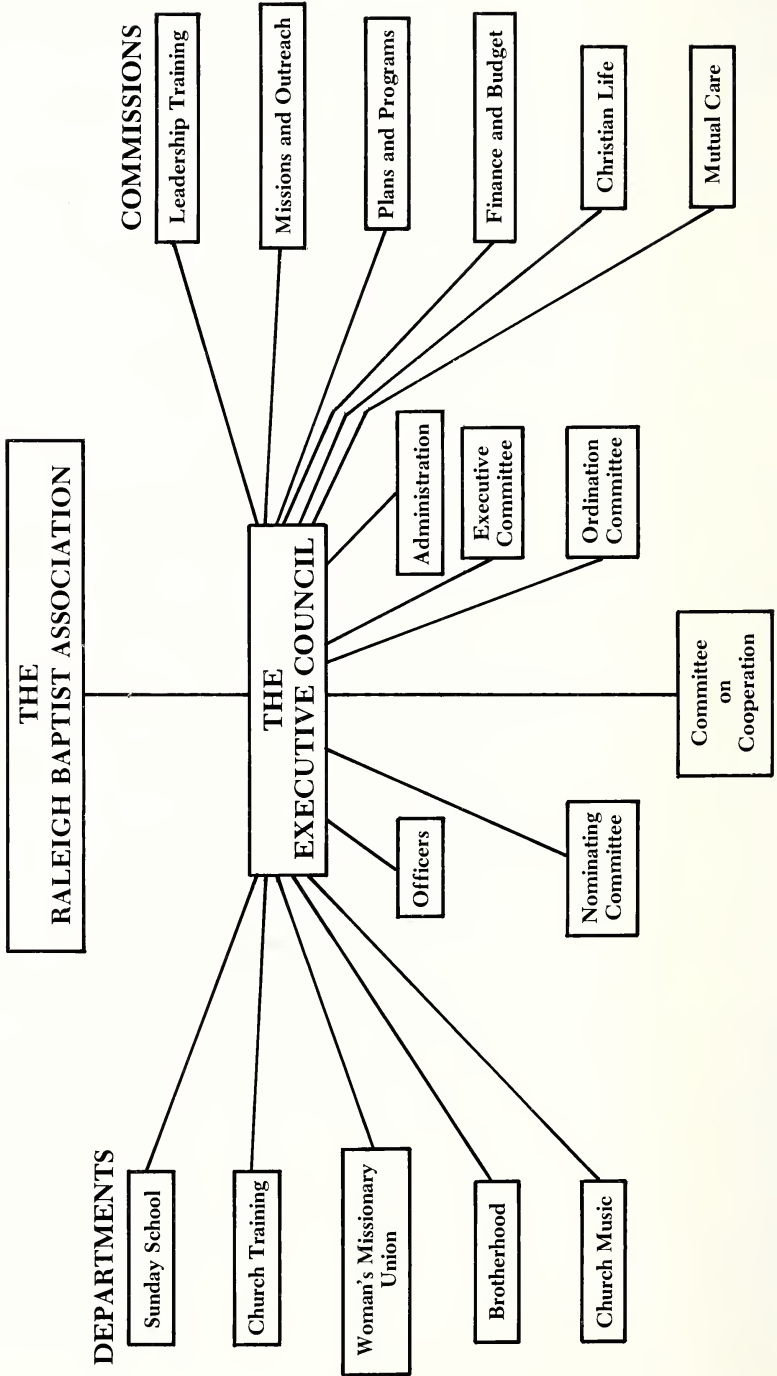 THE
RALEIGH BAPTIST ASSOCIATION
THE
EXECUTIVE COUNCIL
DEPARTMENTS
Sunday School
Church Training
Woman's Missionary
Union
Brotherhood
Church Music
Officers
Nominating
Committee
Committee
on
Cooperation
Administration
Executive
Committee
Ordination
Committee
COMMISSIONS
Leadership Training
Missions and Outreach
Plans and Programs
Finance and Budget
Christian Life
Mutual Care